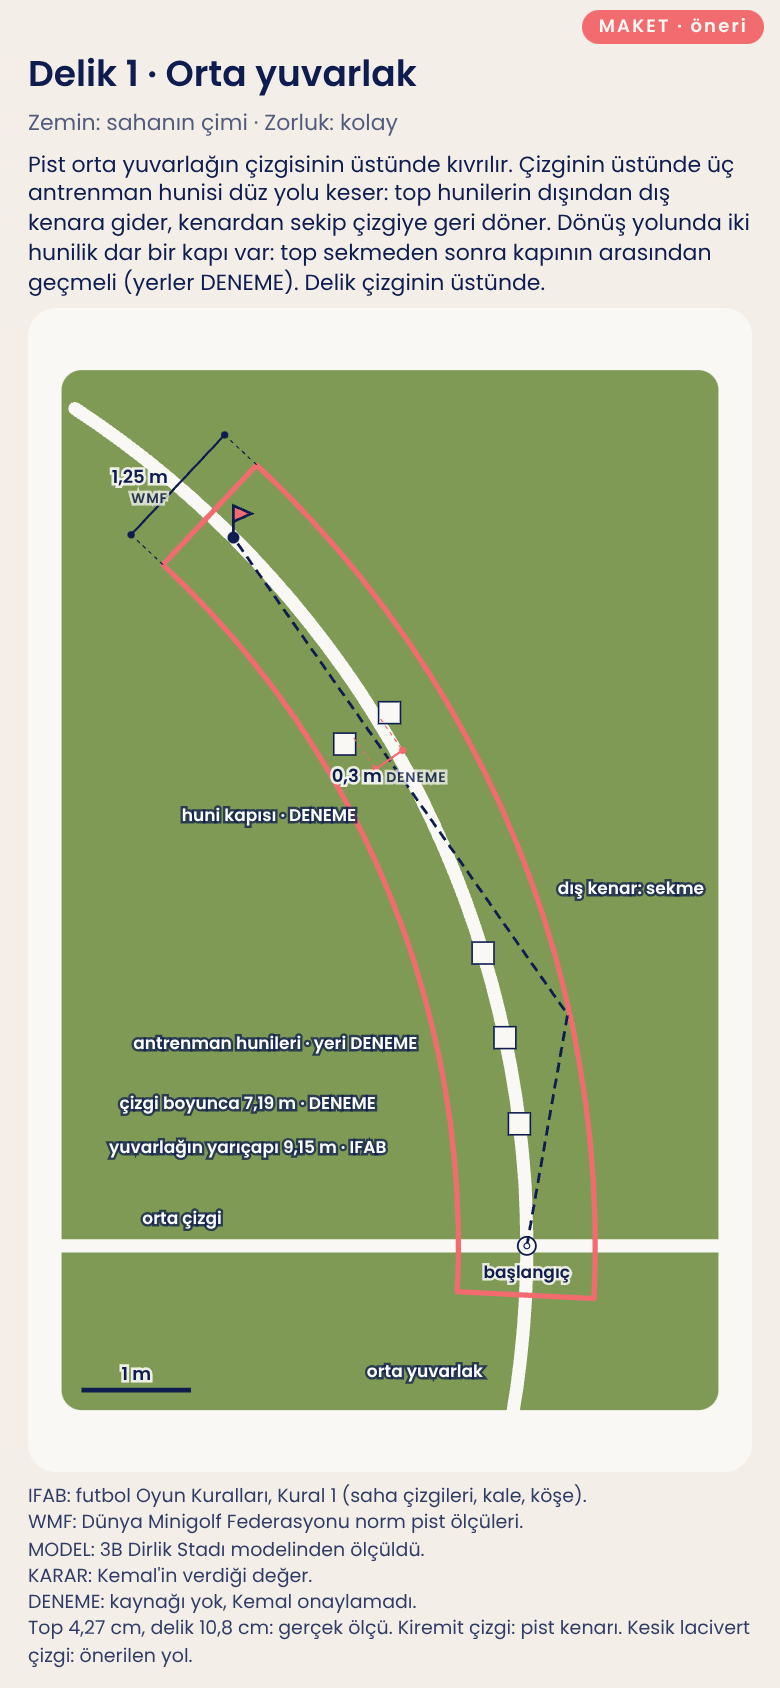 MAKET · öneri
Delik 1 · Orta yuvarlak
Zemin: sahanın çimi · Zorluk: kolay
Pist orta yuvarlağın çizgisinin üstünde kıvrılır. Çizginin üstünde üç
antrenman hunisi düz yolu keser: top hunilerin dışından dış
kenara gider, kenardan sekip çizgiye geri döner. Dönüş yolunda iki
hunilik dar bir kapı var: top sekmeden sonra kapının arasından
geçmeli (yerler DENEME). Delik çizginin üstünde.
1,25 m
WMF
0,3 m DENEME
huni kapısı · DENEME
dış kenar: sekme
antrenman hunileri · yeri DENEME
çizgi boyunca 7,19 m · DENEME
yuvarlağın yarıçapı 9,15 m · IFAB
orta çizgi
başlangıç
orta yuvarlak
1 m
IFAB: futbol Oyun Kuralları, Kural 1 (saha çizgileri, kale, köşe).
WMF: Dünya Minigolf Federasyonu norm pist ölçüleri.
MODEL: 3B Dirlik Stadı modelinden ölçüldü.
KARAR: Kemal'in verdiği değer.
DENEME: kaynağı yok, Kemal onaylamadı.
Top 4,27 cm, delik 10,8 cm: gerçek ölçü. Kiremit çizgi: pist kenarı. Kesik lacivert
çizgi: önerilen yol.